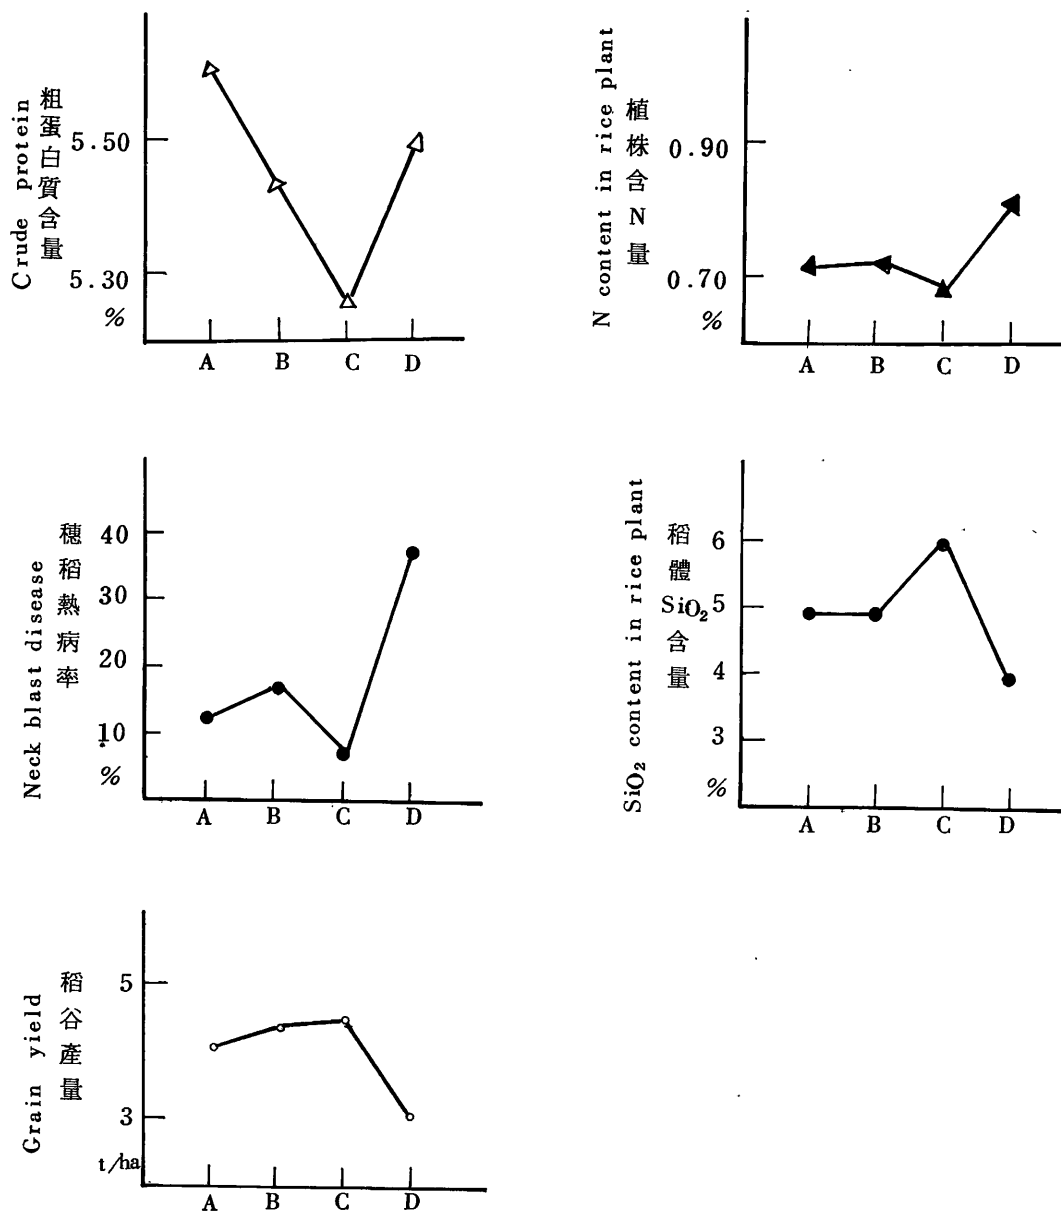 Crude protein
粗蛋白質含量
5.50
5.30
%
A B C D
N content in rice plant
植株含N量
0.90
0.70
%
A B C D
Neck blast disease
穗稻熱病率
40
30
20
10
%
A B C D
SiO₂ content in rice plant
稻體SiO₂含量
6
5
4
3
%
A B C D
Grain yield
稻谷產量
5
3
t/ha
A B C D